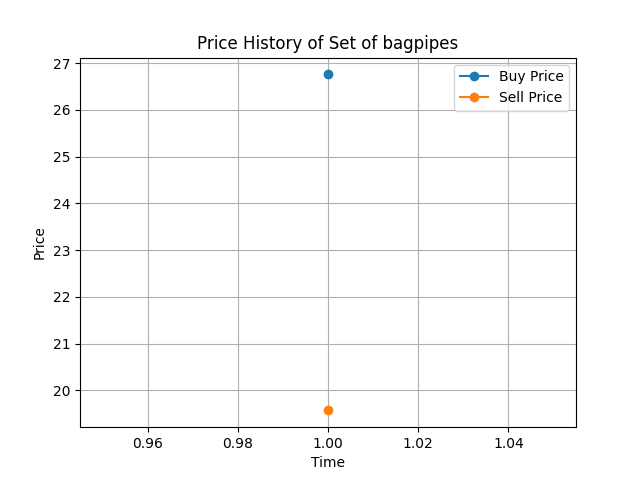 Price History of Set of bagpipes
Buy Price
Sell Price
27
26
25
24
23
22
21
20
Price
0.96 0.98 1.00 1.02 1.04
Time